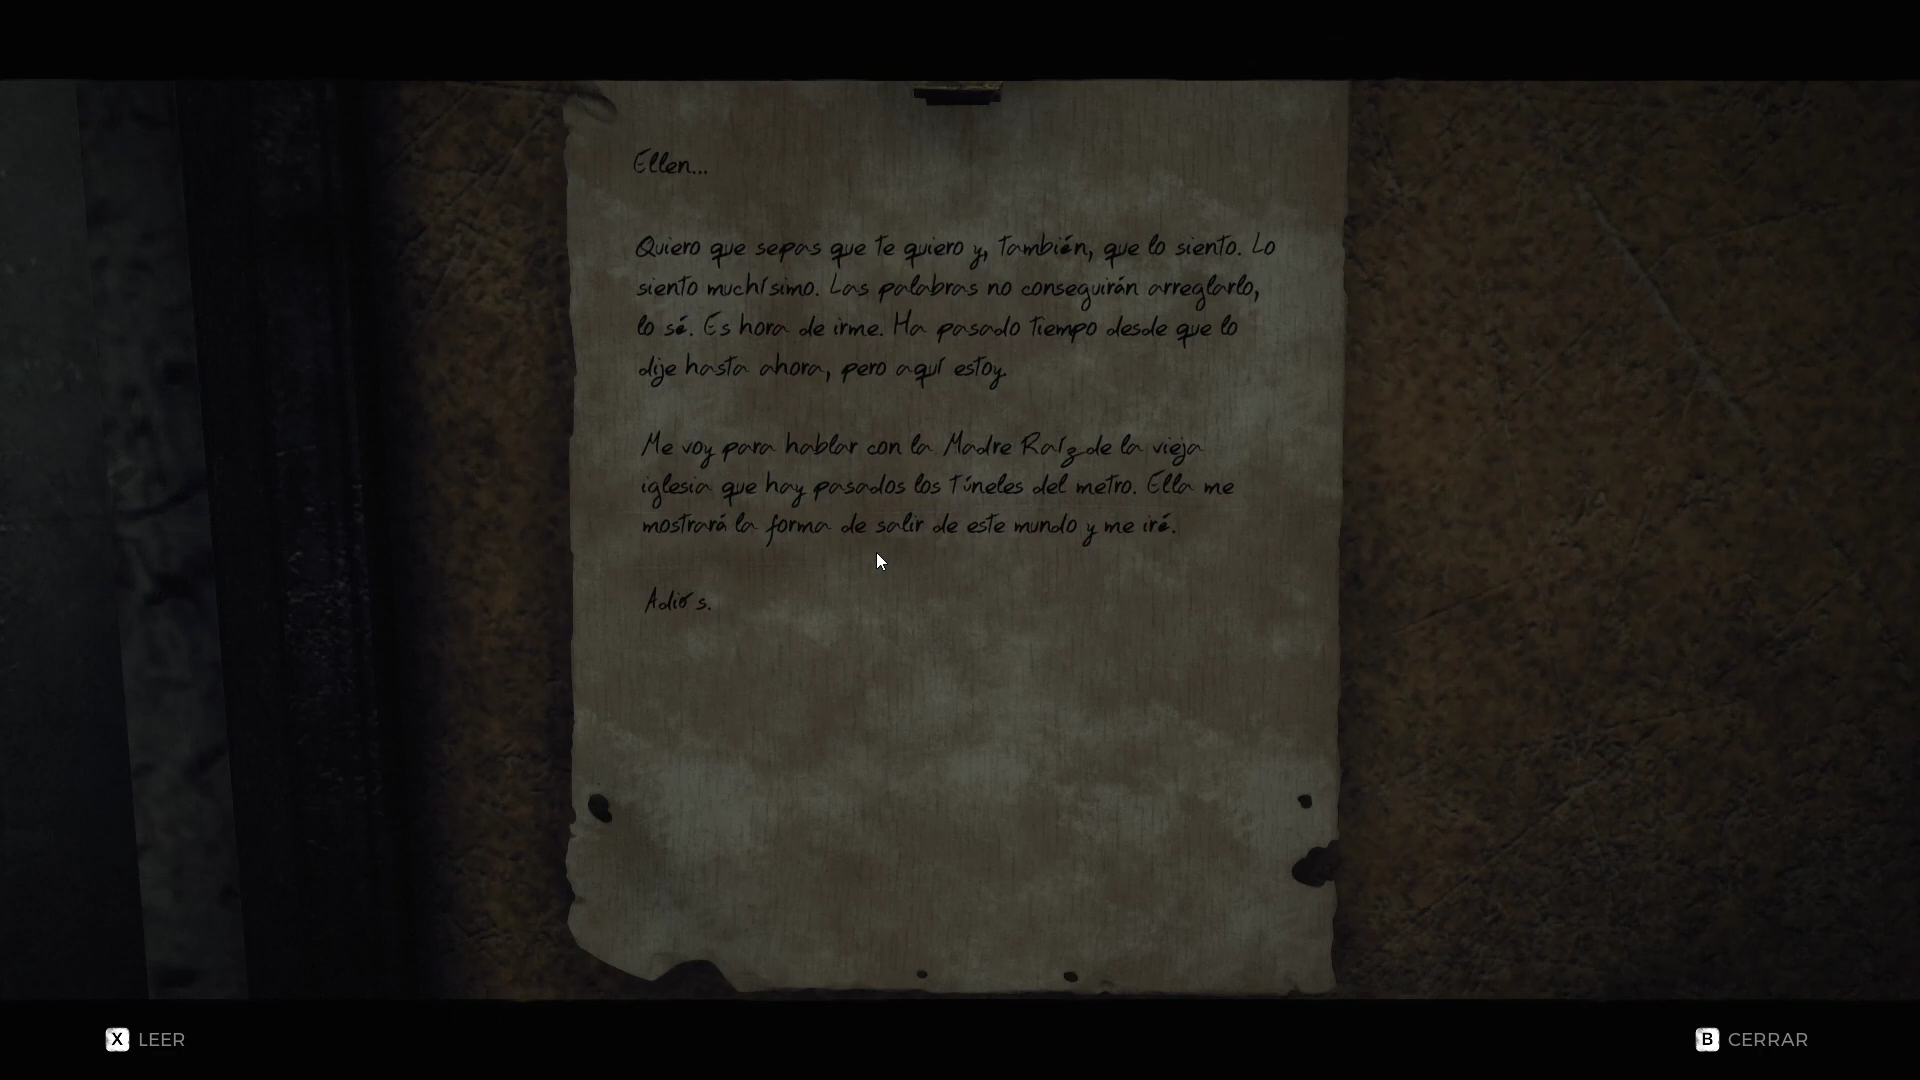 Ellen...
Quiero que sepas que te quiero y, también, que lo siento. Lo
siento muchísimo. Las palabras no conseguirán arreglarlo,
lo sé. Es hora de irme. Ha pasado tiempo desde que lo
dije hasta ahora, pero aquí estoy.
Me voy para hablar con la Madre Raíz de la vieja
iglesia que hay pasados los túneles del metro. Ella me
mostrará la forma de salir de este mundo y me iré.
Adiós.
X LEER
B CERRAR